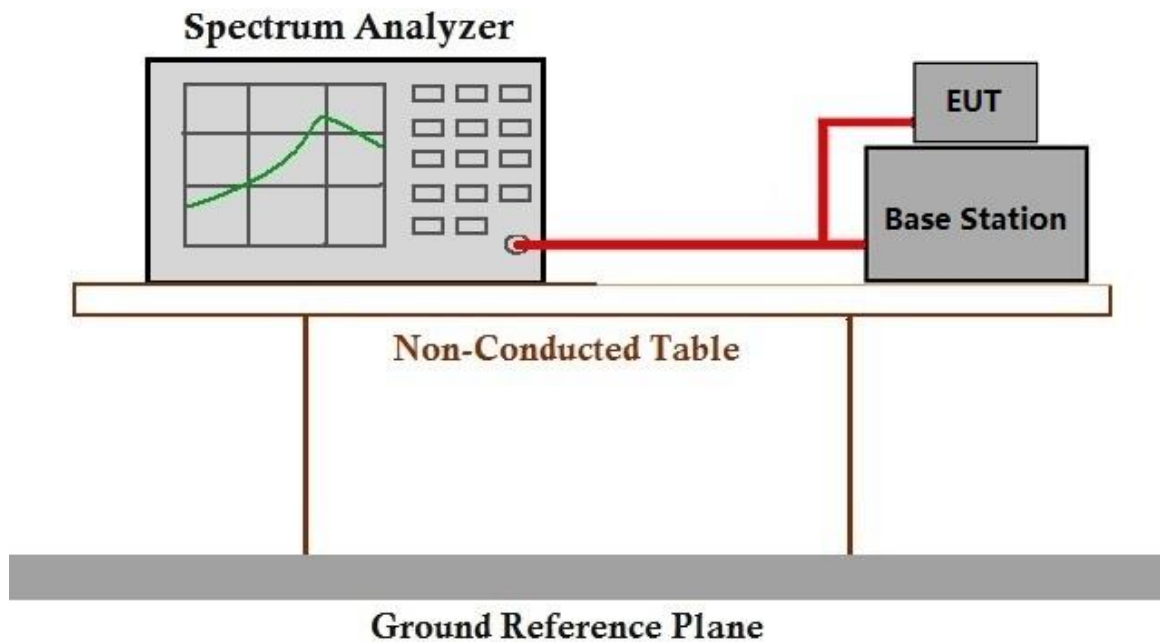 Spectrum Analyzer
EUT
Base Station
Non-Conducted Table
Ground Reference Plane